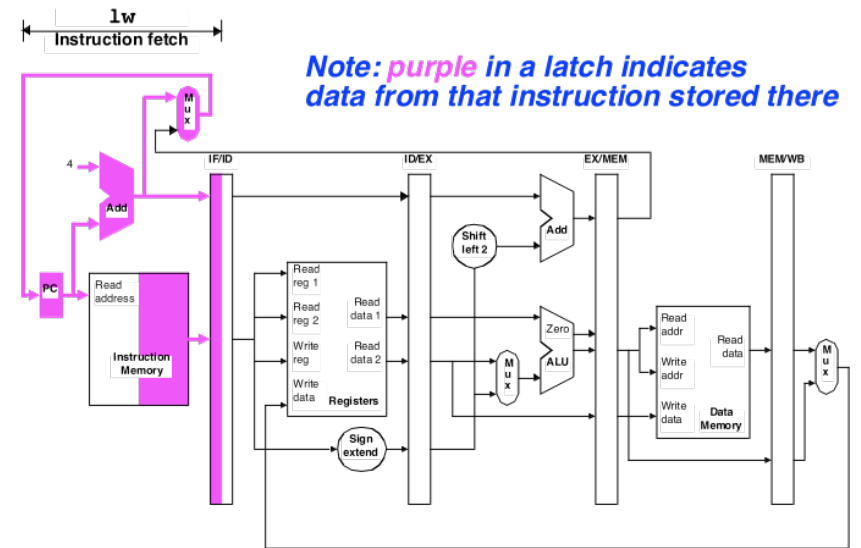 lw
Instruction fetch
Note: purple in a latch indicates
data from that instruction stored there
M
u
x
IF/ID
ID/EX
EX/MEM
MEM/WB
4
Add
Add
Shift
left 2
PC
Read
address
Instruction
Memory
Read
reg 1
Read
reg 2
Write
reg
Write
data
Read
data 1
Read
data 2
Registers
Sign
extend
M
u
x
Zero
ALU
Read
addr
Write
addr
Write
data
Read
data
Data
Memory
M
u
x